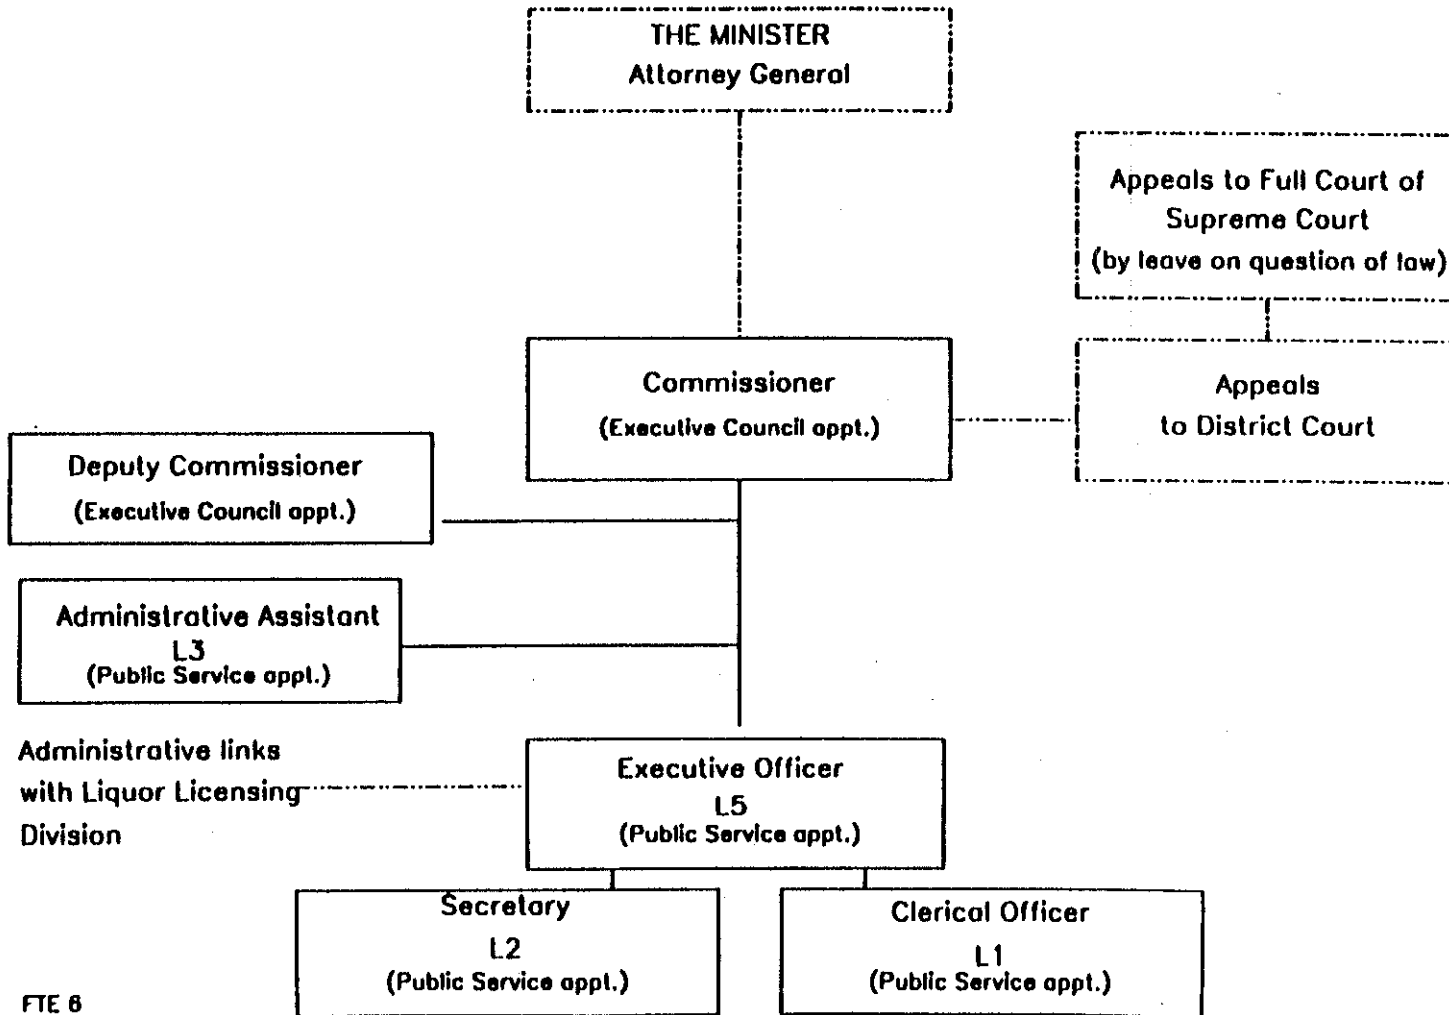 THE MINISTER
Attorney General
Appeals to Full Court of
Supreme Court
(by leave on question of law)
Commissioner
(Executive Council appt.)
Appeals
to District Court
Deputy Commissioner
(Executive Council appt.)
Administrative Assistant
L3
(Public Service appt.)
Administrative links
with Liquor Licensing
Division
Executive Officer
L5
(Public Service appt.)
Secretary
L2
(Public Service appt.)
Clerical Officer
L1
(Public Service appt.)
FTE 6